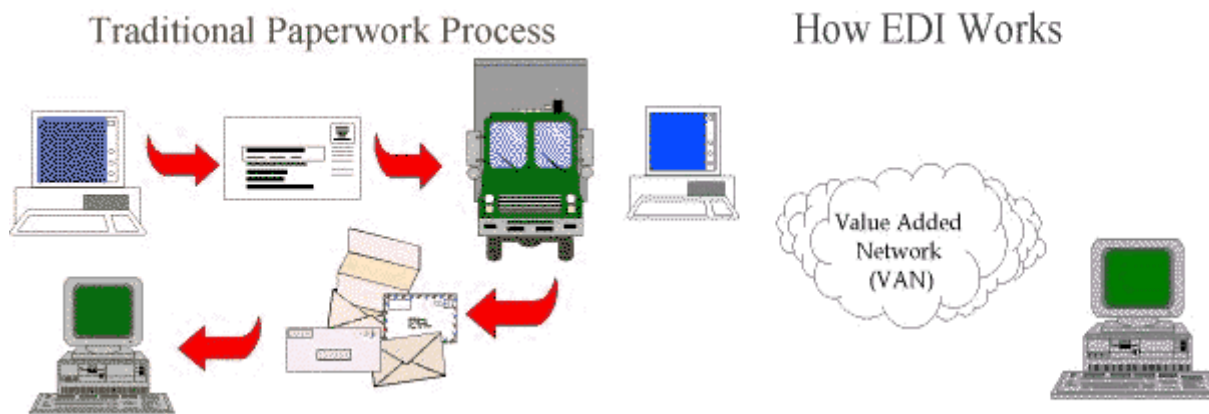 Traditional Paperwork Process
How EDI Works
Value Added
Network
(VAN)